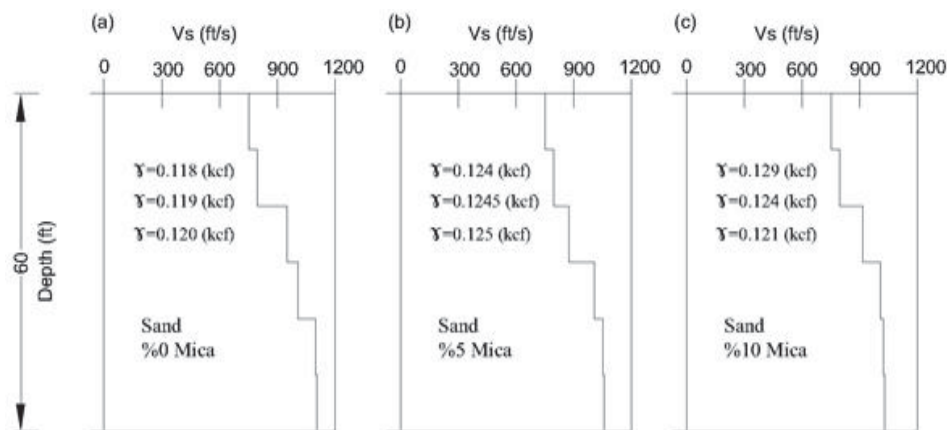 (a)
Vs (ft/s)
0 300 600 900 1200
ɤ=0.118 (kcf)
ɤ=0.119 (kcf)
ɤ=0.120 (kcf)
Sand
%0 Mica
(b)
Vs (ft/s)
0 300 600 900 1200
ɤ=0.124 (kcf)
ɤ=0.1245 (kcf)
ɤ=0.125 (kcf)
Sand
%5 Mica
(c)
Vs (ft/s)
0 300 600 900 1200
ɤ=0.129 (kcf)
ɤ=0.124 (kcf)
ɤ=0.121 (kcf)
Sand
%10 Mica
60
Depth (ft)